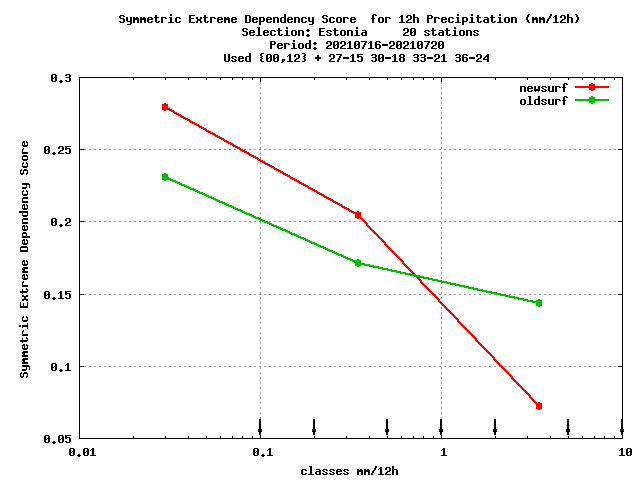 Symmetric Extreme Dependency Score  for 12h Precipitation (mm/12h)
Selection: Estonia     20 stations
Period: 20210716-20210720
Used {00,12} + 27-15 30-18 33-21 36-24
newsurf
oldsurf
0.3
0.25
0.2
0.15
0.1
0.05
Symmetric Extreme Dependency Score
0.01
0.1
1
10
classes mm/12h